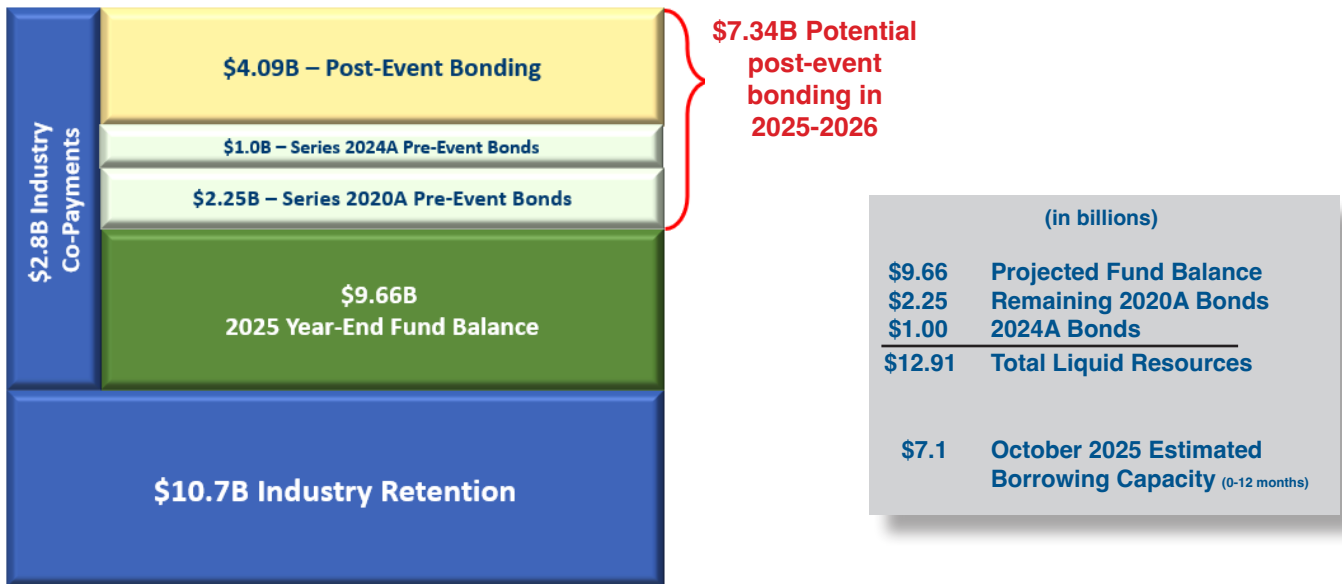 $2.8B Industry
Co-Payments
$4.09B – Post-Event Bonding
$1.0B – Series 2024A Pre-Event Bonds
$2.25B – Series 2020A Pre-Event Bonds
$9.66B
2025 Year-End Fund Balance
$10.7B Industry Retention
$7.34B Potential
post-event
bonding in
2025-2026
(in billions)
$9.66 Projected Fund Balance
$2.25 Remaining 2020A Bonds
$1.00 2024A Bonds
$12.91 Total Liquid Resources
$7.1 October 2025 Estimated
Borrowing Capacity (0-12 months)